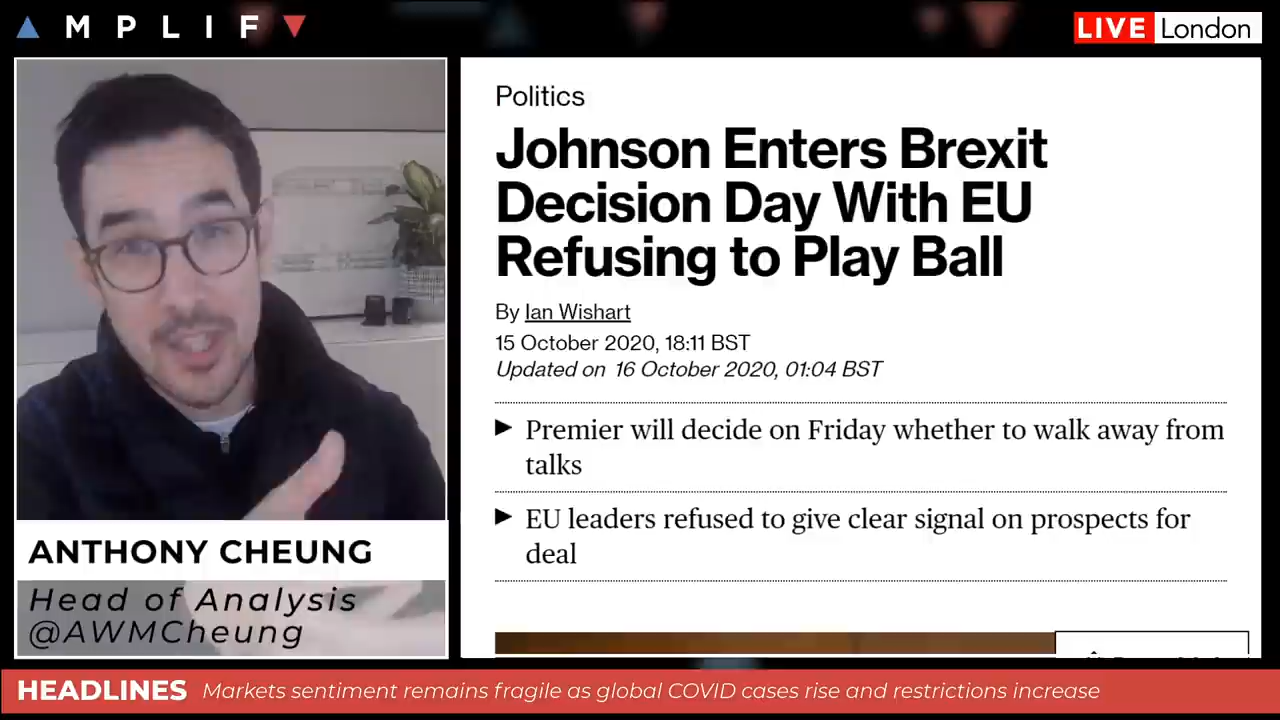 MPLIF
LIVE London
Politics
Johnson Enters Brexit
Decision Day With EU
Refusing to Play Ball
By Ian Wishart
15 October 2020, 18:11 BST
Updated on 16 October 2020, 01:04 BST
► Premier will decide on Friday whether to walk away from
talks
► EU leaders refused to give clear signal on prospects for
deal
ANTHONY CHEUNG
Head of Analysis
@AWMCheung
HEADLINES Markets sentiment remains fragile as global COVID cases rise and restrictions increase